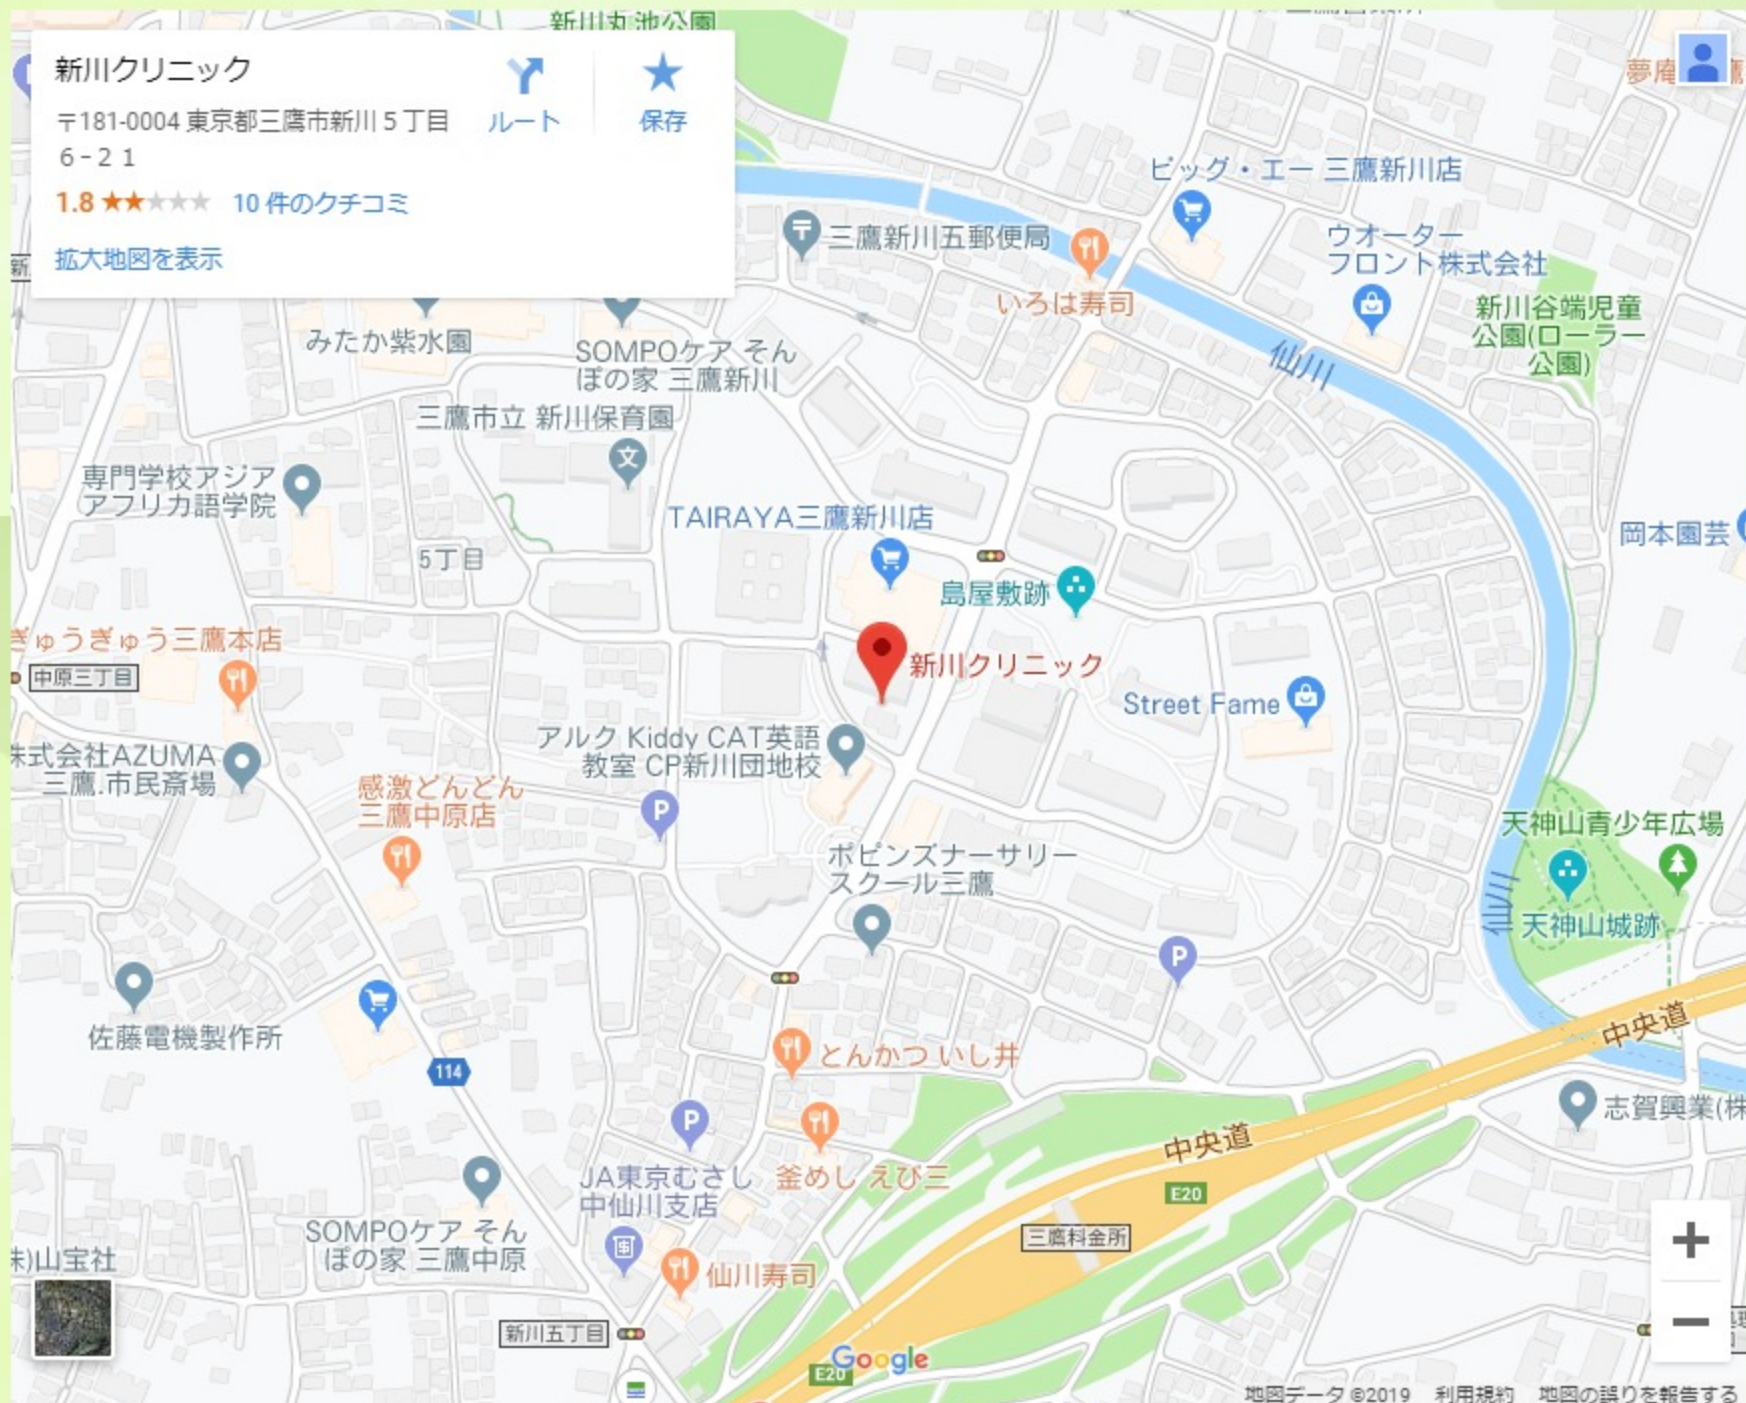 新川丸池公園
新川クリニック
〒181-0004 東京都三鷹市新川５丁目
６−２１
ルート
保存
1.8
10 件のクチコミ
拡大地図を表示
夢庵
ビッグ・エー 三鷹新川店
三鷹新川五郵便局
ウオーター
フロント株式会社
いろは寿司
新川谷端児童
公園(ローラー
公園)
仙川
みたか紫水園
SOMPOケア そん
ぽの家 三鷹新川
三鷹市立 新川保育園
専門学校アジア
アフリカ語学院
TAIRAYA三鷹新川店
岡本園芸
5丁目
島屋敷跡
ぎゅうぎゅう三鷹本店
中原三丁目
新川クリニック
Street Fame
アルク Kiddy CAT英語
教室 CP新川団地校
株式会社AZUMA
三鷹.市民斎場
感激どんどん
三鷹中原店
P
天神山青少年広場
ポピンズナーサリー
スクール三鷹
仙川
天神山城跡
P
佐藤電機製作所
中央道
とんかつ いし井
114
志賀興業(株
P
中央道
JA東京むさし
中仙川支店
釜めし えび三
E20
SOMPOケア そん
ぽの家 三鷹中原
三鷹料金所
株)山宝社
仙川寿司
新川五丁目
E20
Google
地図データ ©2019 利用規約 地図の誤りを報告する